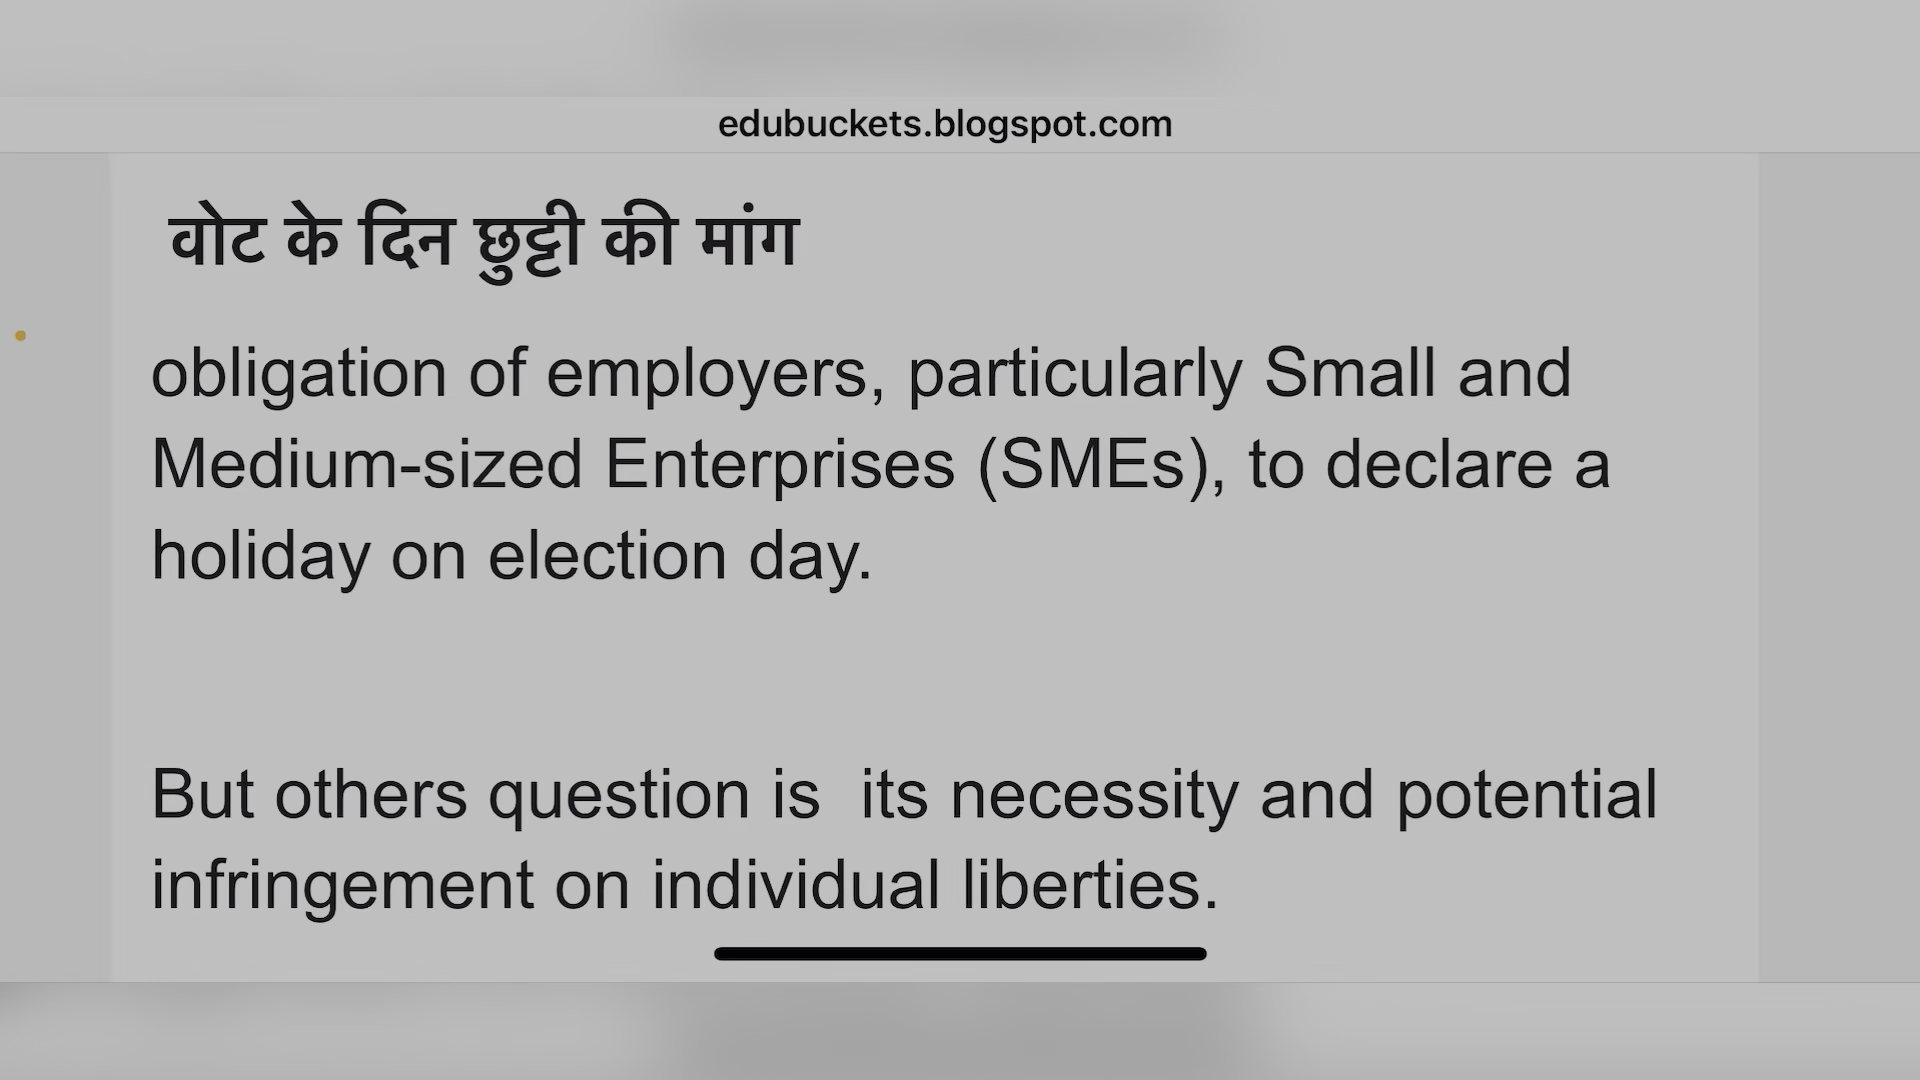 edubuckets.blogspot.com
वोट के दिन छुट्टी की मांग
obligation of employers, particularly Small and
Medium-sized Enterprises (SMEs), to declare a
holiday on election day.
But others question is  its necessity and potential
infringement on individual liberties.